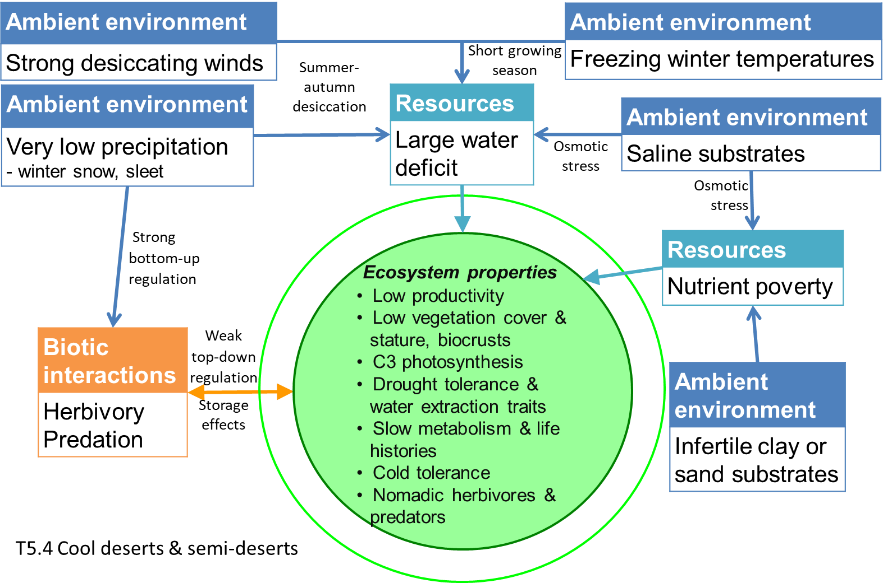 Ambient environment
Strong desiccating winds
Ambient environment
Freezing winter temperatures
Short growing
season
Summer-
autumn
desiccation
Ambient environment
Very low precipitation
- winter snow, sleet
Resources
Large water
deficit
Ambient environment
Saline substrates
Osmotic
stress
Osmotic
stress
Strong
bottom-up
regulation
Resources
Nutrient poverty
Ecosystem properties
• Low productivity
• Low vegetation cover &
stature, biocrusts
• C3 photosynthesis
• Drought tolerance &
water extraction traits
• Slow metabolism & life
histories
• Cold tolerance
• Nomadic herbivores &
predators
Biotic
interactions
Herbivory
Predation
Weak
top-down
regulation
Storage
effects
Ambient
environment
Infertile clay or
sand substrates
T5.4 Cool deserts & semi-deserts